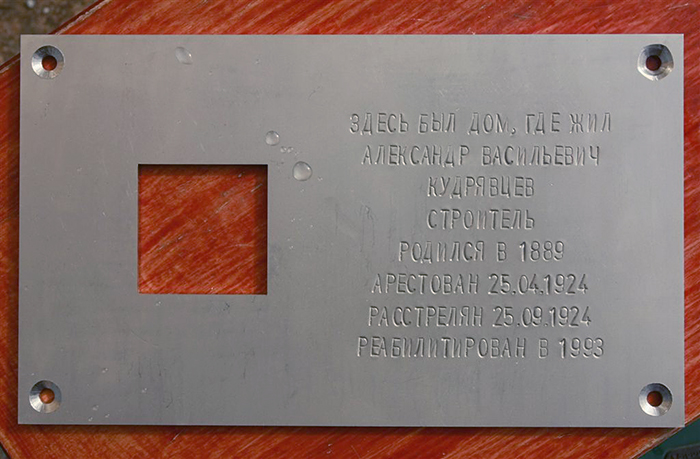 ЗДЕСЬ БЫЛ ДОМ, ГДЕ ЖИЛ
АЛЕКСАНДР ВАСИЛЬЕВИЧ
КУДРЯВЦЕВ
СТРОИТЕЛЬ
РОДИЛСЯ В 1889
АРЕСТОВАН 25.04.1924
РАССТРЕЛЯН 25.09.1924
РЕАБИЛИТИРОВАН В 1993